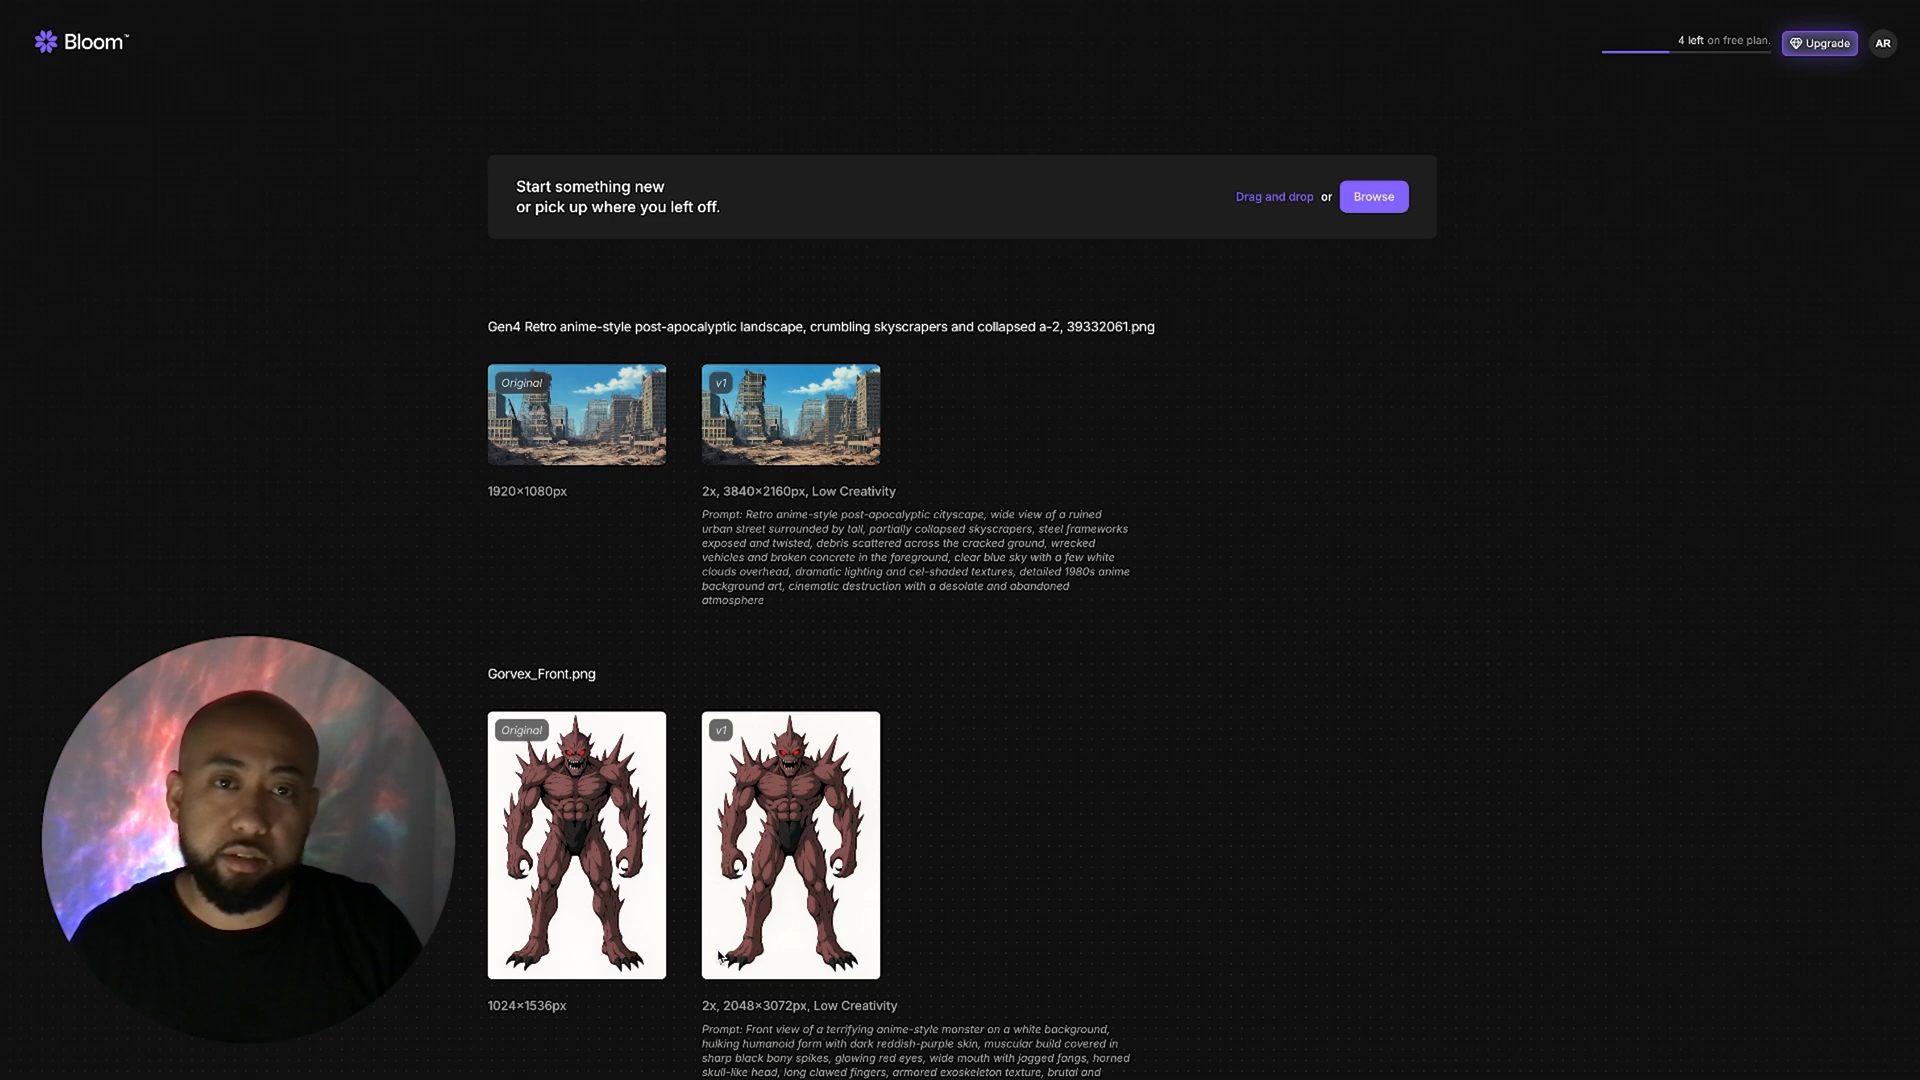 Bloom™
4 left on free plan.
Upgrade
AR
Start something new
or pick up where you left off.
Drag and drop or Browse
Gen4 Retro anime-style post-apocalyptic landscape, crumbling skyscrapers and collapsed a-2, 39332061.png
Original
v1
1920×1080px
2x, 3840×2160px, Low Creativity
Prompt: Retro anime-style post-apocalyptic cityscape, wide view of a ruined
urban street surrounded by tall, partially collapsed skyscrapers, steel frameworks
exposed and twisted, debris scattered across the cracked ground, wrecked
vehicles and broken concrete in the foreground, clear blue sky with a few white
clouds overhead, dramatic lighting and cel-shaded textures, detailed 1980s anime
background art, cinematic destruction with a desolate and abandoned
atmosphere
Gorvex_Front.png
Original
v1
1024×1536px
2x, 2048×3072px, Low Creativity
Prompt: Front view of a terrifying anime-style monster on a white background,
hulking humanoid form with dark reddish-purple skin, muscular build covered in
sharp black bony spikes, glowing red eyes, wide mouth with jagged fangs, horned
skull-like head, long clawed fingers, armored exoskeleton texture, brutal and